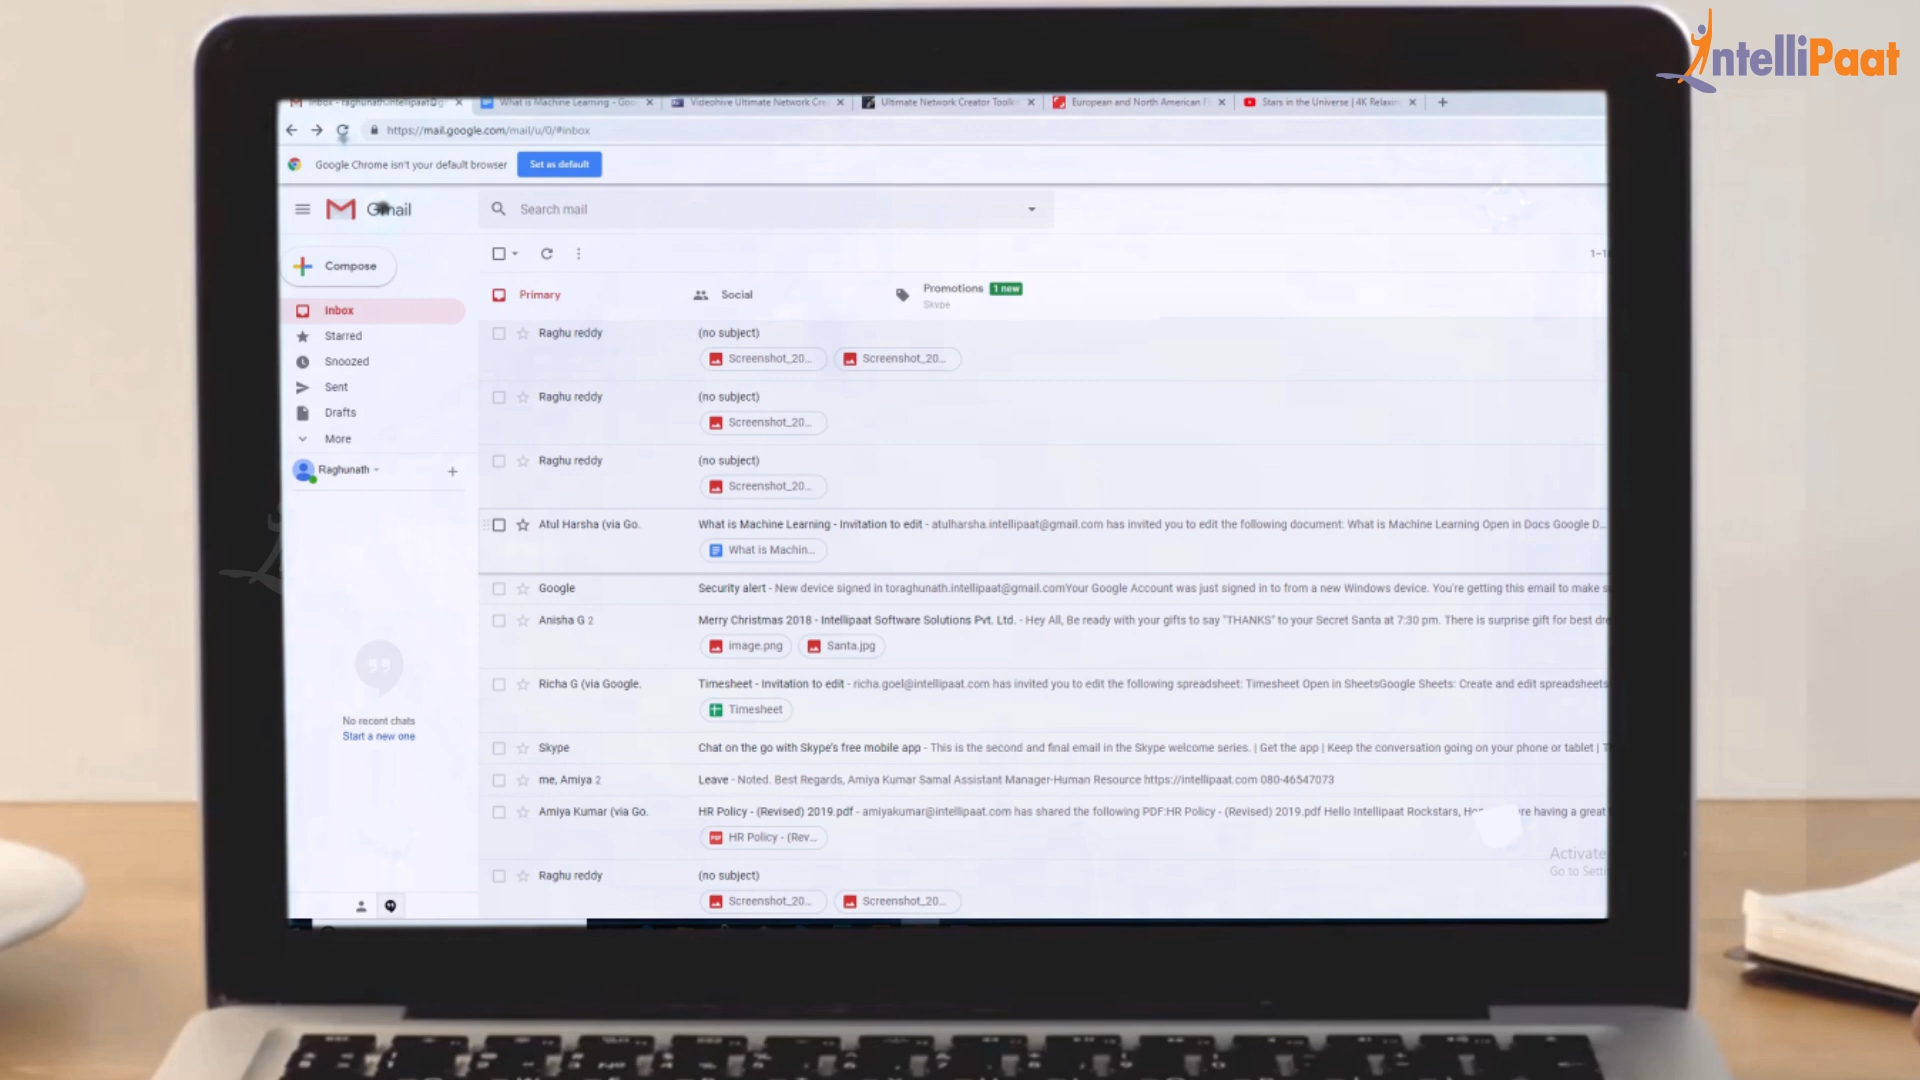 IntelliPaat
Inbox - raghunath.intellipaat@g
What is Machine Learning - Goo
Videohive Ultimate Network Cre
Ultimate Network Creator Toolk
European and North American F
Stars in the Universe | 4K Relaxin
https://mail.google.com/mail/u/0/#inbox
Google Chrome isn't your default browser
Set as default
Gmail
Search mail
Compose
1–1
Primary
Social
Promotions 1 new
Skype
Inbox
Starred
Snoozed
Sent
Drafts
More
Raghunath
No recent chats
Start a new one
Raghu reddy (no subject)
Screenshot_20... Screenshot_20...
Raghu reddy (no subject)
Screenshot_20...
Raghu reddy (no subject)
Screenshot_20...
Atul Harsha (via Go. What is Machine Learning - Invitation to edit - atulharsha.intellipaat@gmail.com has invited you to edit the following document: What is Machine Learning Open in Docs Google D...
What is Machin...
Google Security alert - New device signed in toraghunath.intellipaat@gmail.comYour Google Account was just signed in to from a new Windows device. You're getting this email to make s
Anisha G 2 Merry Christmas 2018 - Intellipaat Software Solutions Pvt. Ltd. - Hey All, Be ready with your gifts to say "THANKS" to your Secret Santa at 7:30 pm. There is surprise gift for best dre
image.png Santa.jpg
Richa G (via Google. Timesheet - Invitation to edit - richa.goel@intellipaat.com has invited you to edit the following spreadsheet: Timesheet Open in SheetsGoogle Sheets: Create and edit spreadsheets
Timesheet
Skype Chat on the go with Skype's free mobile app - This is the second and final email in the Skype welcome series. | Get the app | Keep the conversation going on your phone or tablet | T
me, Amiya 2 Leave - Noted. Best Regards, Amiya Kumar Samal Assistant Manager-Human Resource https://intellipaat.com 080-46547073
Amiya Kumar (via Go. HR Policy - (Revised) 2019.pdf - amiyakumar@intellipaat.com has shared the following PDF:HR Policy - (Revised) 2019.pdf Hello Intellipaat Rockstars, re having a great
PDF HR Policy - (Rev...
Raghu reddy (no subject)
Screenshot_20... Screenshot_20...
Activate
Go to Setti